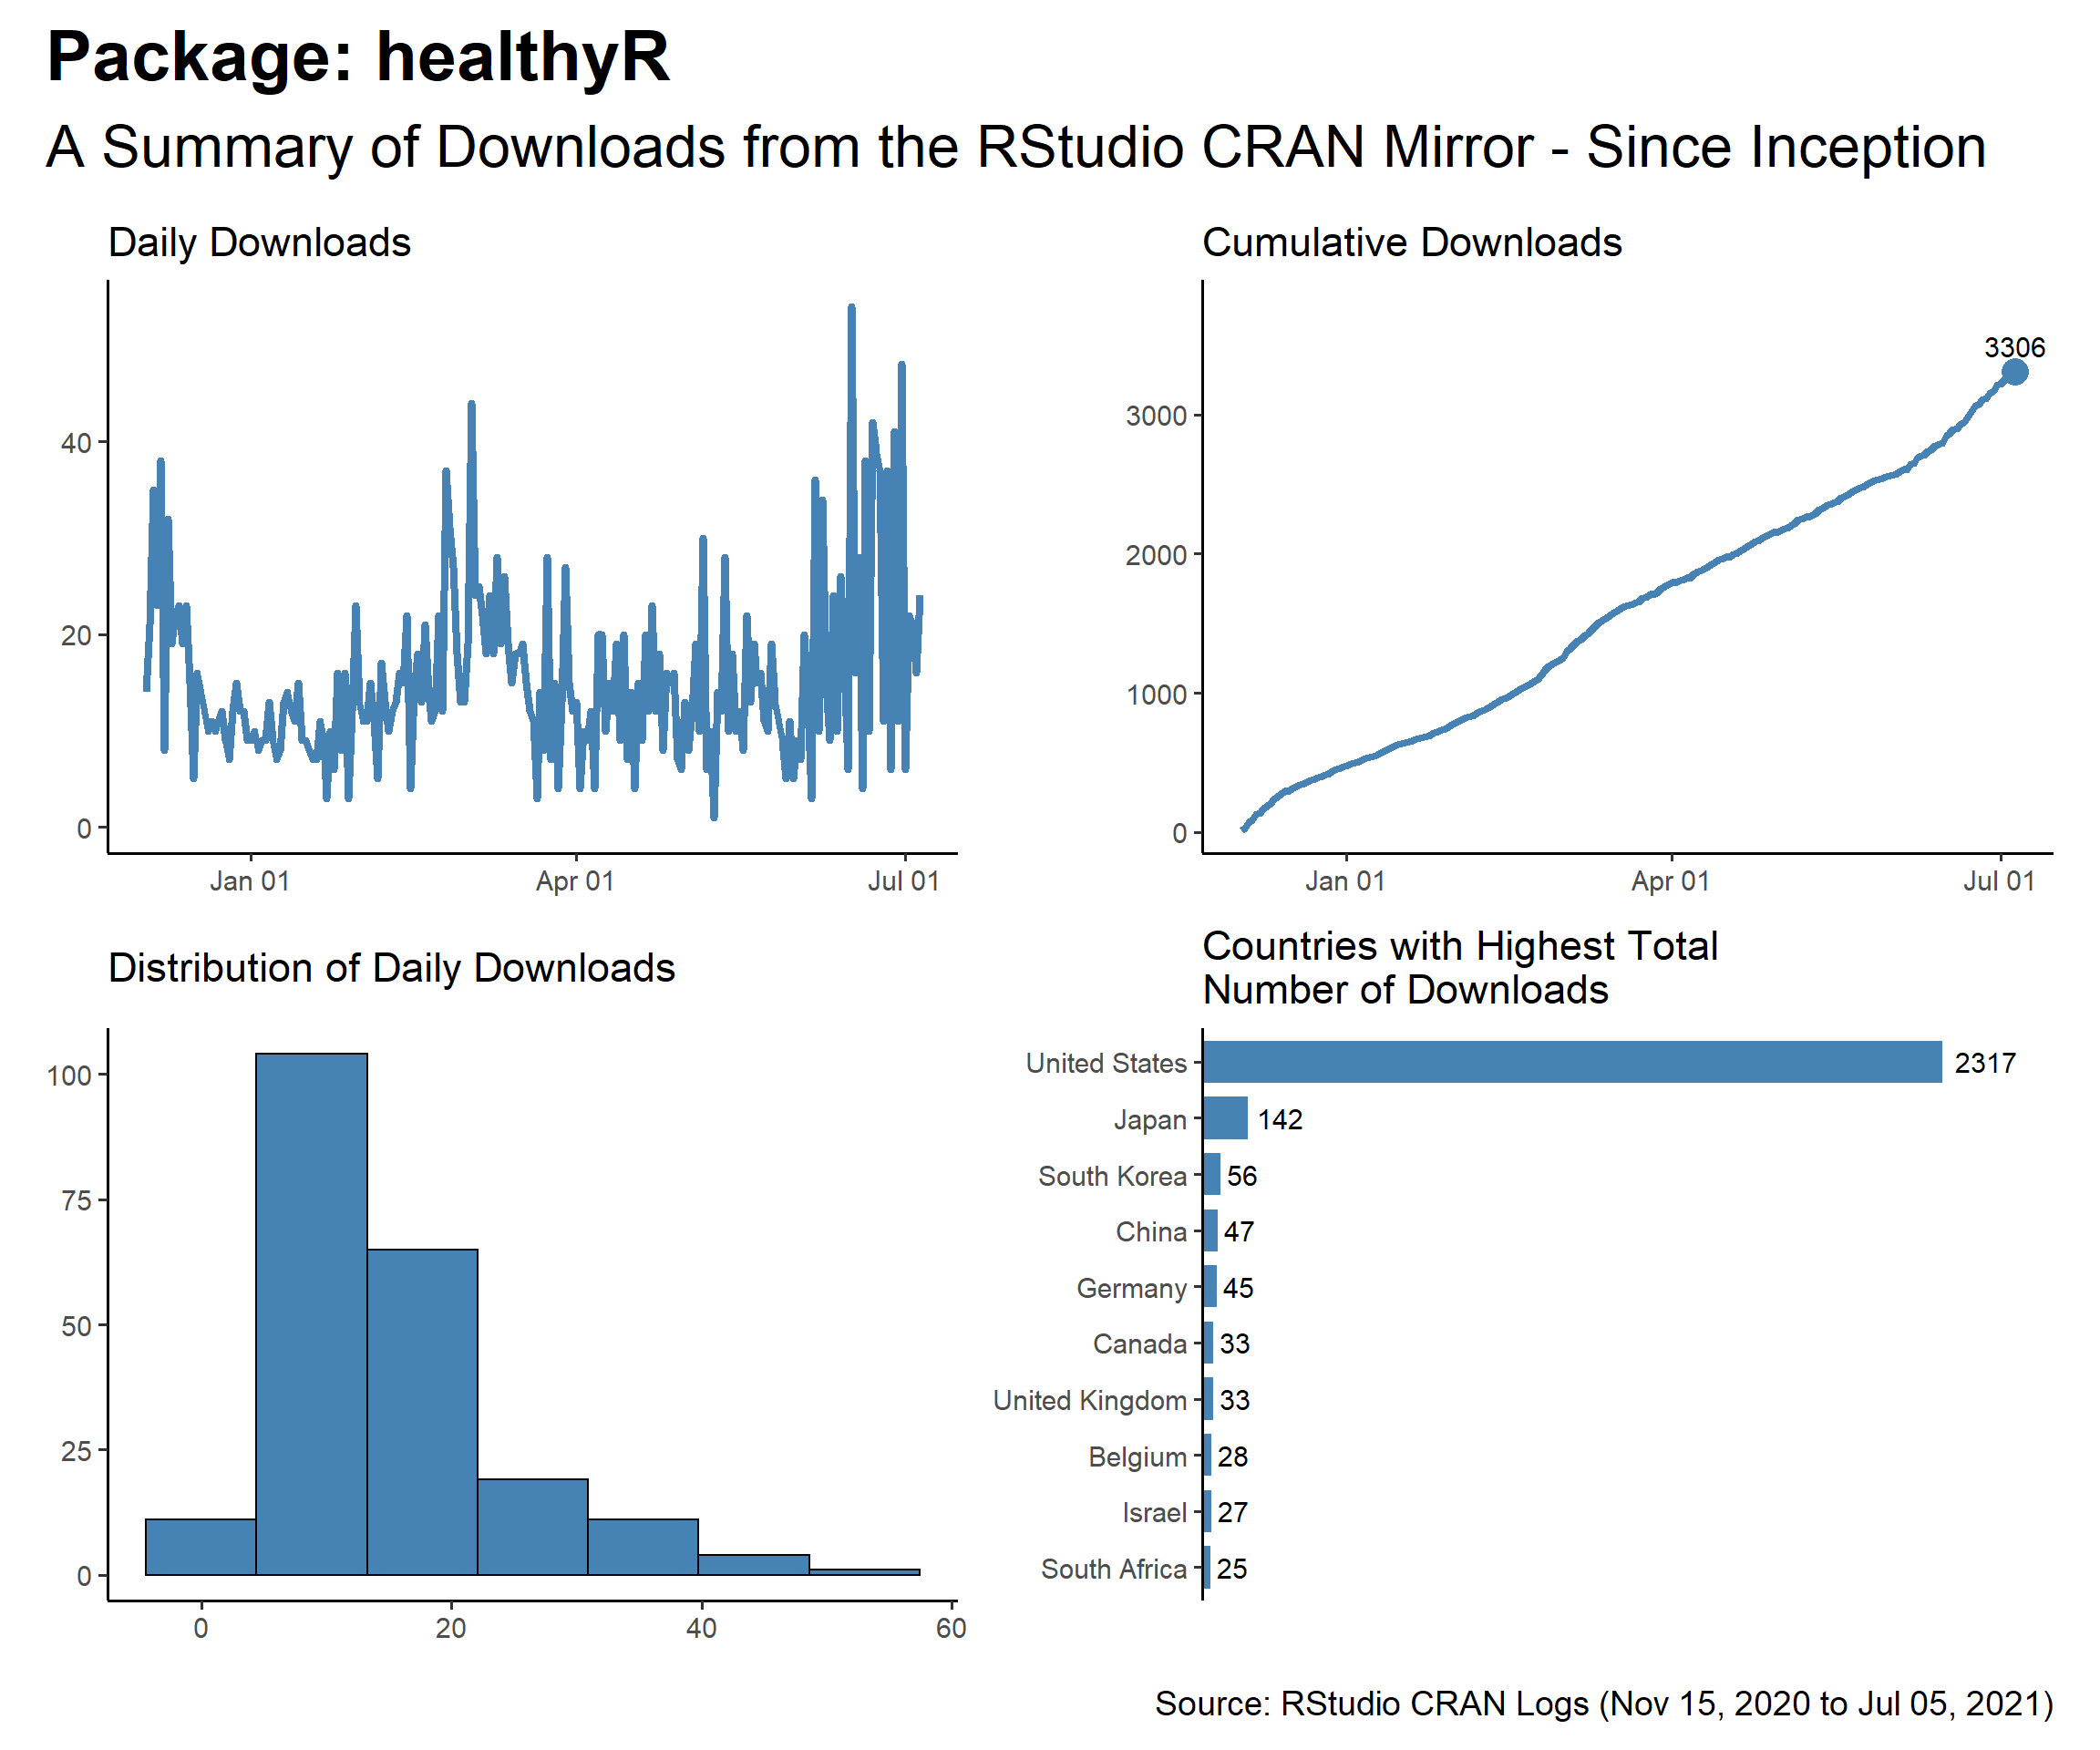 Package: healthyR
A Summary of Downloads from the RStudio CRAN Mirror - Since Inception
Daily Downloads
40
20
0
Jan 01
Apr 01
Jul 01
Cumulative Downloads
3306
3000
2000
1000
0
Jan 01
Apr 01
Jul 01
Distribution of Daily Downloads
100
75
50
25
0
0
20
40
60
Countries with Highest Total
Number of Downloads
United States 2317
Japan 142
South Korea 56
China 47
Germany 45
Canada 33
United Kingdom 33
Belgium 28
Israel 27
South Africa 25
Source: RStudio CRAN Logs (Nov 15, 2020 to Jul 05, 2021)